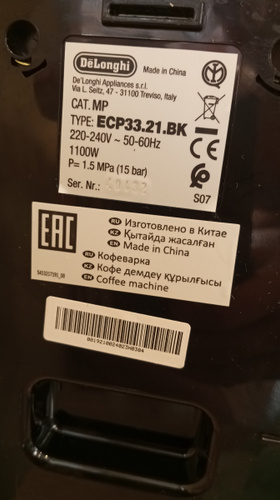 DeLonghi Made in China
De'Longhi Appliances s.r.l.
Via L. Seitz, 47 - 31100 Treviso, Italy
CAT. MP
TYPE: ECP33.21.BK
220-240V ~ 50-60Hz
1100W
P= 1.5 MPa (15 bar)
Ser. Nr.:
S07
EAC
RU Изготовлено в Китае
KZ Қытайда жасалған
EN Made in China
RU Кофеварка
KZ Кофе демдеу құрылғысы
EN Coffee machine